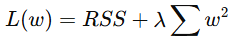 L(w) = RSS + λ ∑ w²